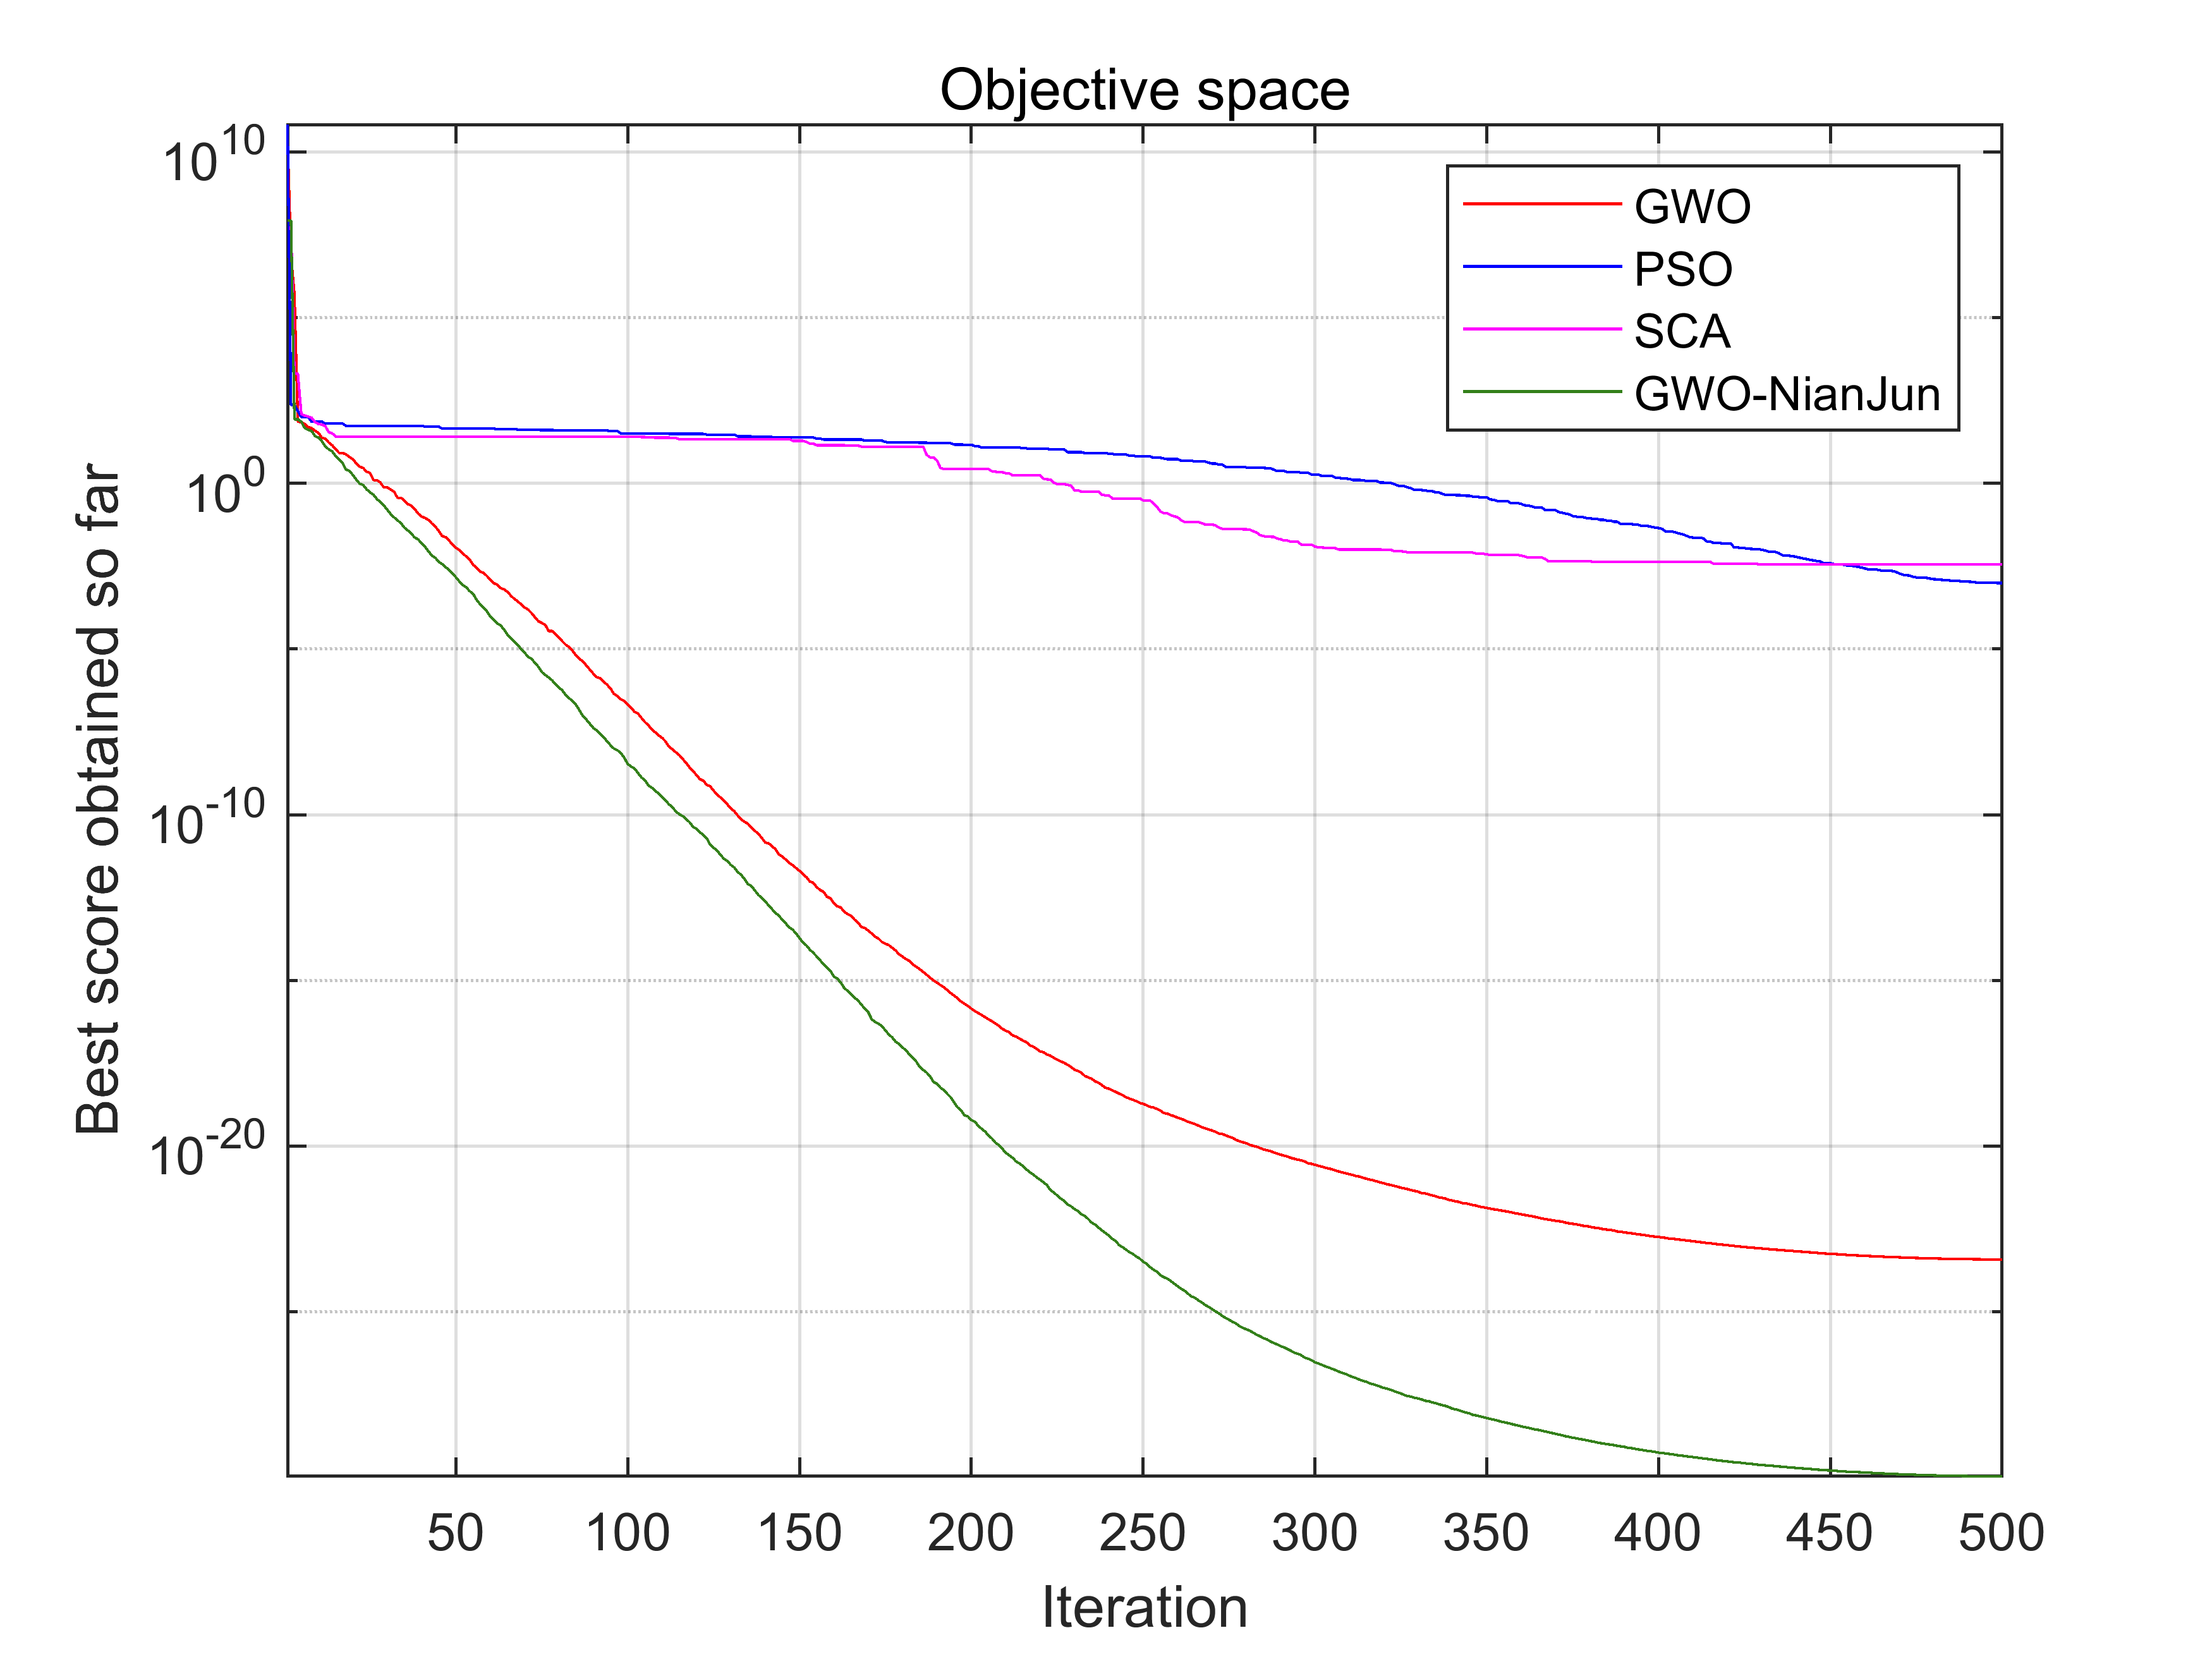 Objective space
10^10
10^0
10^-10
10^-20
Best score obtained so far
GWO
PSO
SCA
GWO-NianJun
50 100 150 200 250 300 350 400 450 500
Iteration